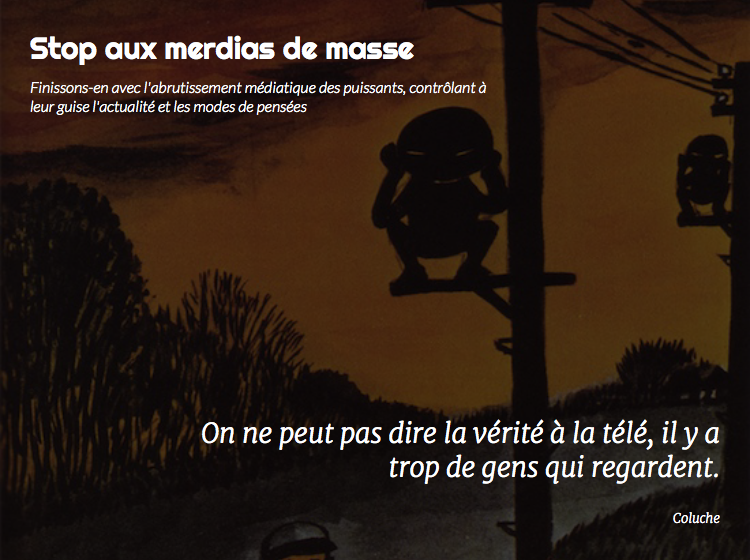 Stop aux merdias de masse
Finissons-en avec l'abrutissement médiatique des puissants, contrôlant à
leur guise l'actualité et les modes de pensées
On ne peut pas dire la vérité à la télé, il y a
trop de gens qui regardent.
Coluche